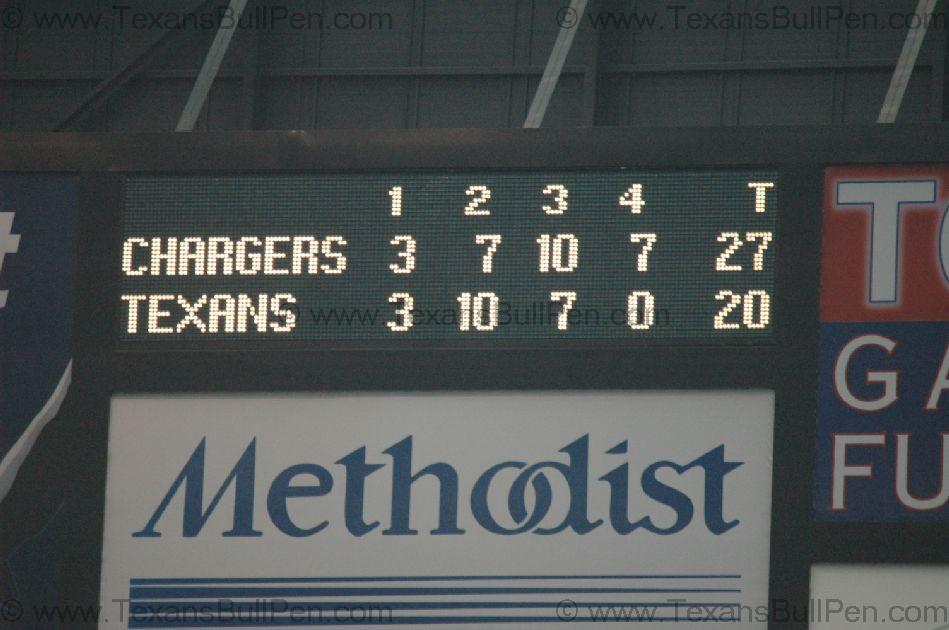 © www.TexansBullPen.com © www.TexansBullPen.com
1 2 3 4 T
CHARGERS 3 7 10 7 27
TEXANS 3 10 7 0 20
© www.TexansBullPen.com
Methodist
© www.TexansBullPen.com © www.TexansBullPen.com